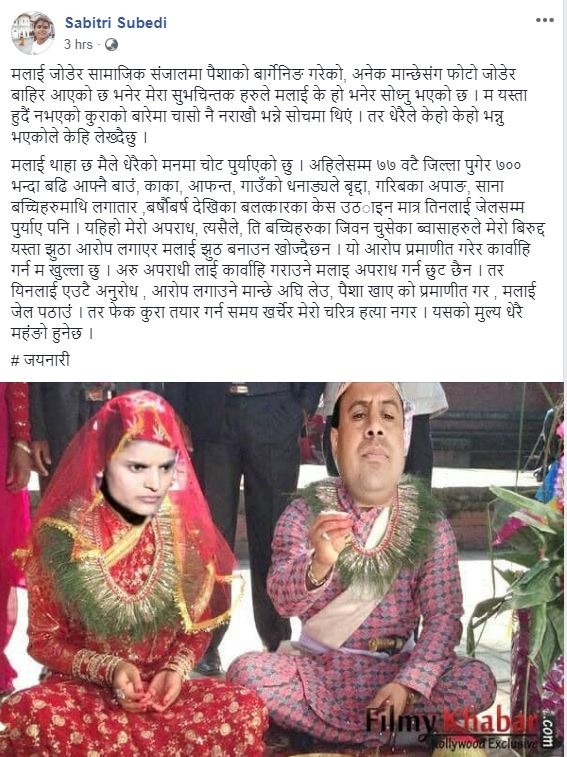 Sabitri Subedi
3 hrs ·
मलाई जोडेर सामाजिक संजालमा पैशाको बार्गेनिङ गरेको, अनेक मान्छेसंग फोटो जोडेर
बाहिर आएको छ भनेर मेरा सुभचिन्तक हरुले मलाई के हो भनेर सोध्नु भएको छ । म यस्ता
हुदैं नभएको कुराको बारेमा चासो नै नराखौ भन्ने सोचमा थिएं । तर धेरैले केहो केहो भन्नु
भएकोले केहि लेख्दैछु ।
मलाई थाहा छ मैले धेरैको मनमा चोट पुर्याएको छु । अहिलेसम्म ७७ वटै जिल्ला पुगेर ७००
भन्दा बढि आफ्नै बाउं, काका, आफन्त, गाउँको धनाड्यले बृद्दा, गरिबका अपाङ, साना
बच्चिहरुमाथि लगातार ,बर्षौबर्ष देखिका बलत्कारका केस उठाइन मात्र तिनलाई जेलसम्म
पुर्याए पनि । यहिहो मेरो अपराध, त्यसैले, ति बच्चिहरुका जिवन चुसेका ब्वासाहरुले मेरो बिरुद्द
यस्ता झुठा आरोप लगाएर मलाई झुठ बनाउन खोज्दैछन । यो आरोप प्रमाणीत गरेर कार्वाहि
गर्न म खुल्ला छु । अरु अपराधी लाई कार्वाहि गराउने मलाइ अपराध गर्न छुट छैन । तर
यिनलाई एउटै अनुरोध , आरोप लगाउने मान्छे अघि लेउ, पैशा खाए को प्रमाणीत गर , मलाई
जेल पठाउं । तर फेक कुरा तयार गर्न समय खर्चेर मेरो चरित्र हत्या नगर । यसको मुल्य धेरै
महंङो हुनेछ ।
# जयनारी
Filmy Khabar .com
Kollywood Exclusive